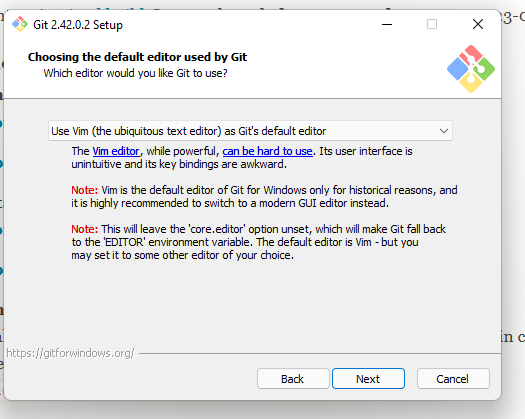 Git 2.42.0.2 Setup
Choosing the default editor used by Git
Which editor would you like Git to use?
Use Vim (the ubiquitous text editor) as Git's default editor
The Vim editor, while powerful, can be hard to use. Its user interface is
unintuitive and its key bindings are awkward.
Note: Vim is the default editor of Git for Windows only for historical reasons, and
it is highly recommended to switch to a modern GUI editor instead.
Note: This will leave the 'core.editor' option unset, which will make Git fall back
to the 'EDITOR' environment variable. The default editor is Vim - but you
may set it to some other editor of your choice.
https://gitforwindows.org/
Back
Next
Cancel